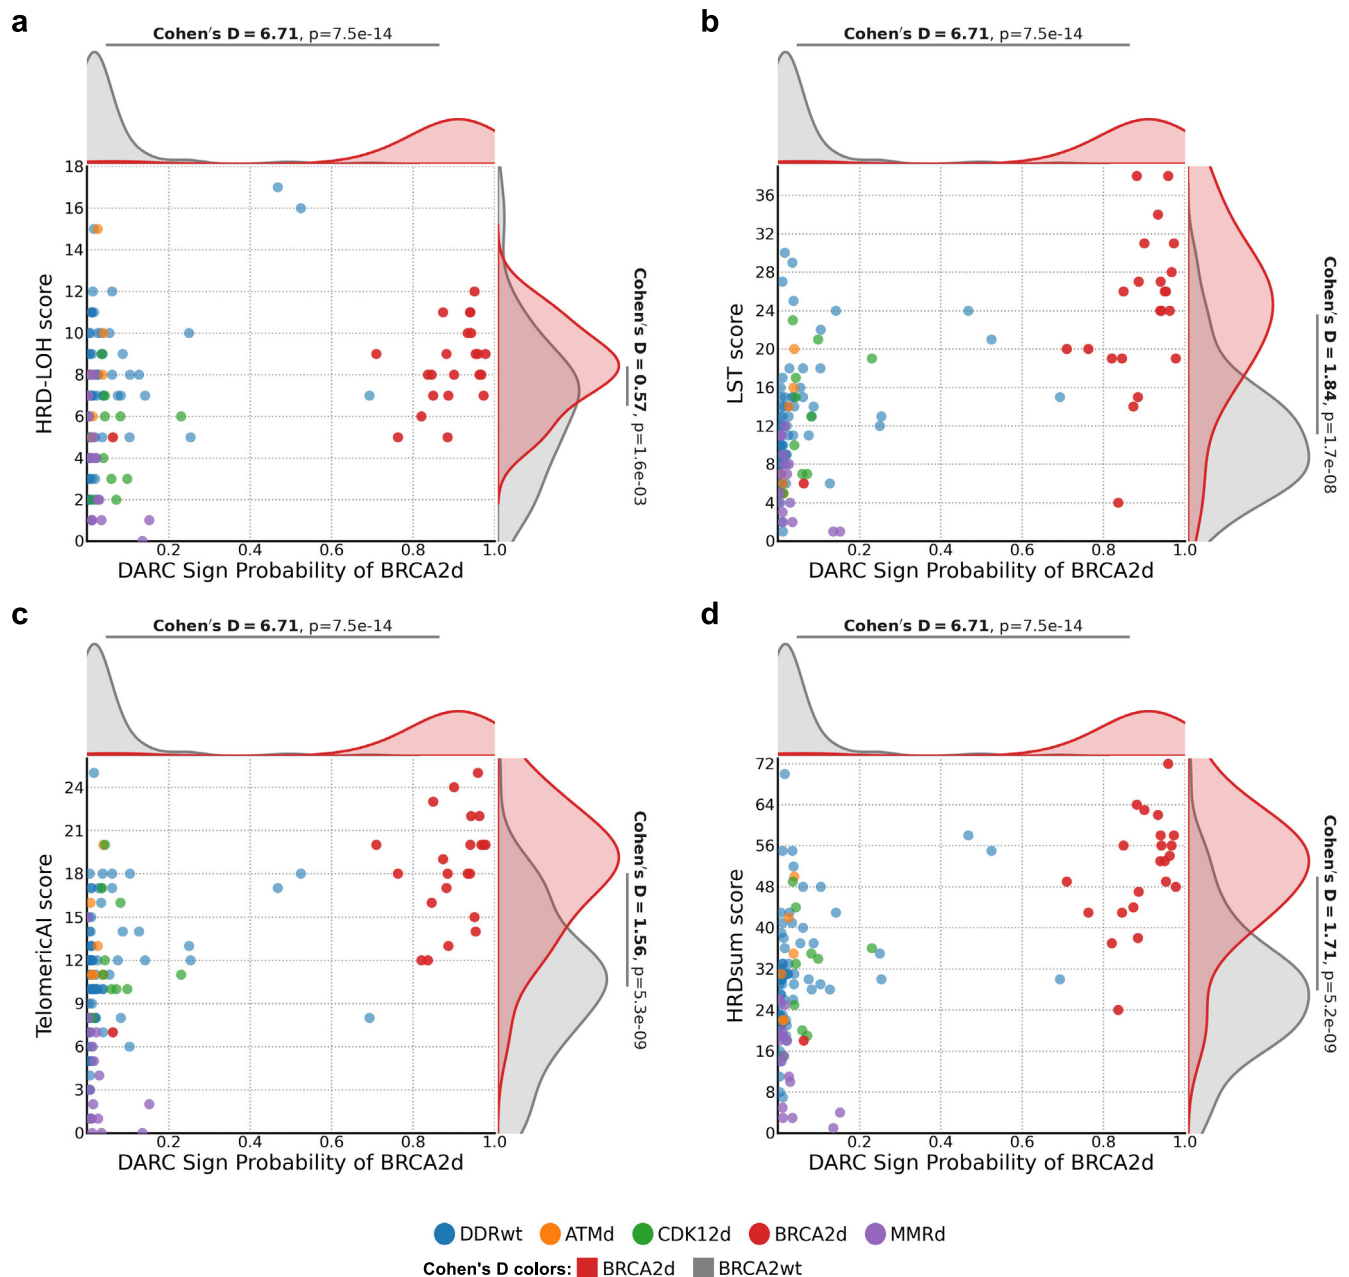 a
Cohen's D = 6.71, p=7.5e-14
18
16
14
12
10
8
6
4
2
0
HRD-LOH score
0.2 0.4 0.6 0.8 1.0
DARC Sign Probability of BRCA2d
Cohen's D = 0.57, p=1.6e-03
b
Cohen's D = 6.71, p=7.5e-14
36
32
28
24
20
16
12
8
4
0
LST score
0.2 0.4 0.6 0.8 1.0
DARC Sign Probability of BRCA2d
Cohen's D = 1.84, p=1.7e-08
c
Cohen's D = 6.71, p=7.5e-14
24
21
18
15
12
9
6
3
0
TelomericAI score
0.2 0.4 0.6 0.8 1.0
DARC Sign Probability of BRCA2d
Cohen's D = 1.56, p=5.3e-09
d
Cohen's D = 6.71, p=7.5e-14
72
64
56
48
40
32
24
16
8
0
HRDsum score
0.2 0.4 0.6 0.8 1.0
DARC Sign Probability of BRCA2d
Cohen's D = 1.71, p=5.2e-09
DDRwt ATMd CDK12d BRCA2d MMRd
Cohen's D colors: BRCA2d BRCA2wt